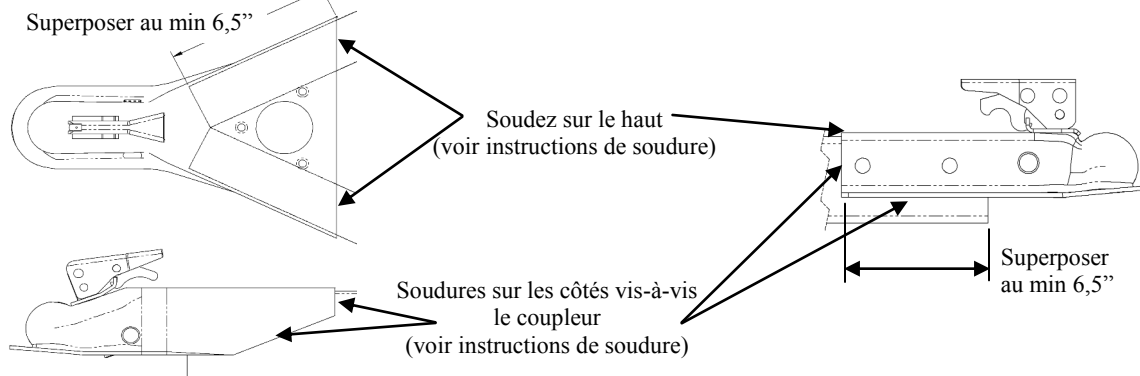 Superposer au min 6,5”
Soudez sur le haut
(voir instructions de soudure)
Superposer
au min 6,5”
Soudures sur les côtés vis-à-vis
le coupleur
(voir instructions de soudure)